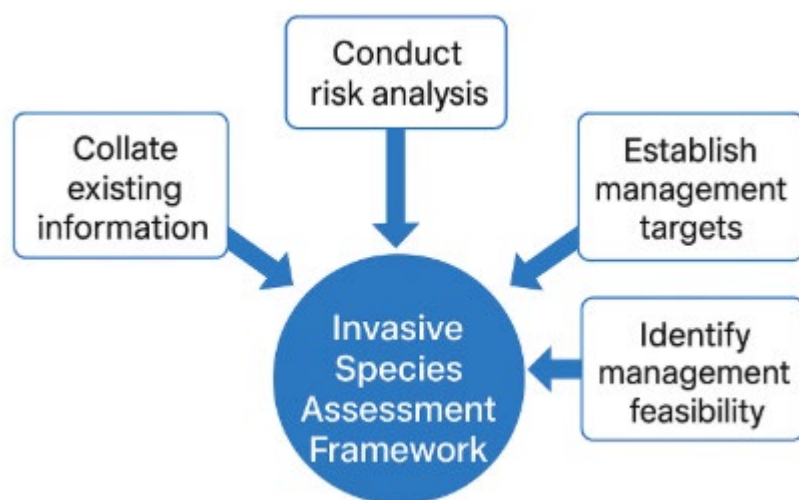 Conduct
risk analysis
Collate
existing
information
Establish
management
targets
Identify
management
feasibility
Invasive
Species
Assessment
Framework